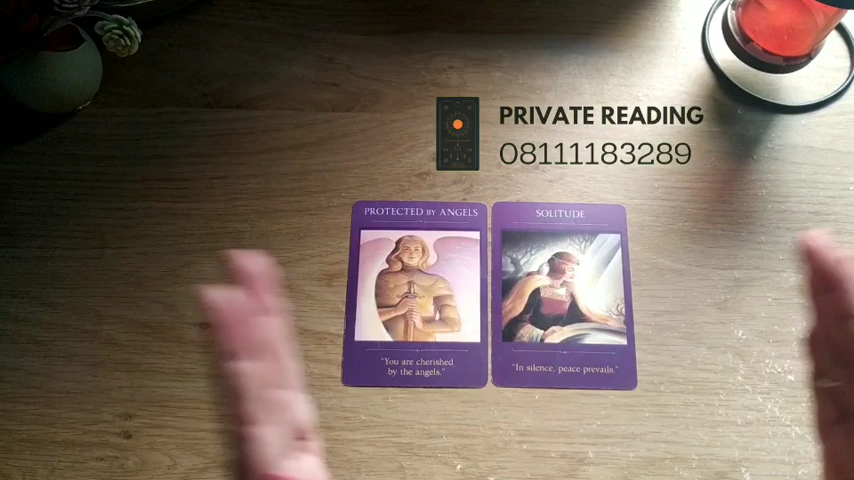 PRIVATE READING
08111183289
PROTECTED BY ANGELS
SOLITUDE
"You are cherished
by the angels."
"In silence, peace prevails."